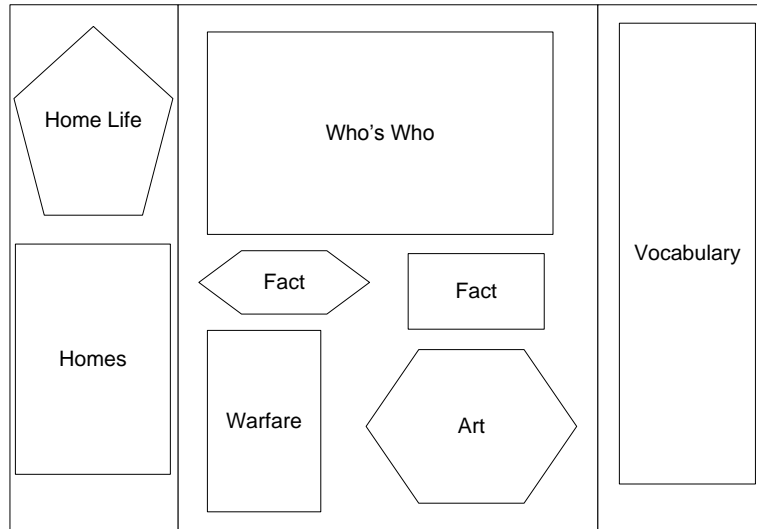 Home Life
Who's Who
Vocabulary
Fact
Fact
Homes
Warfare
Art